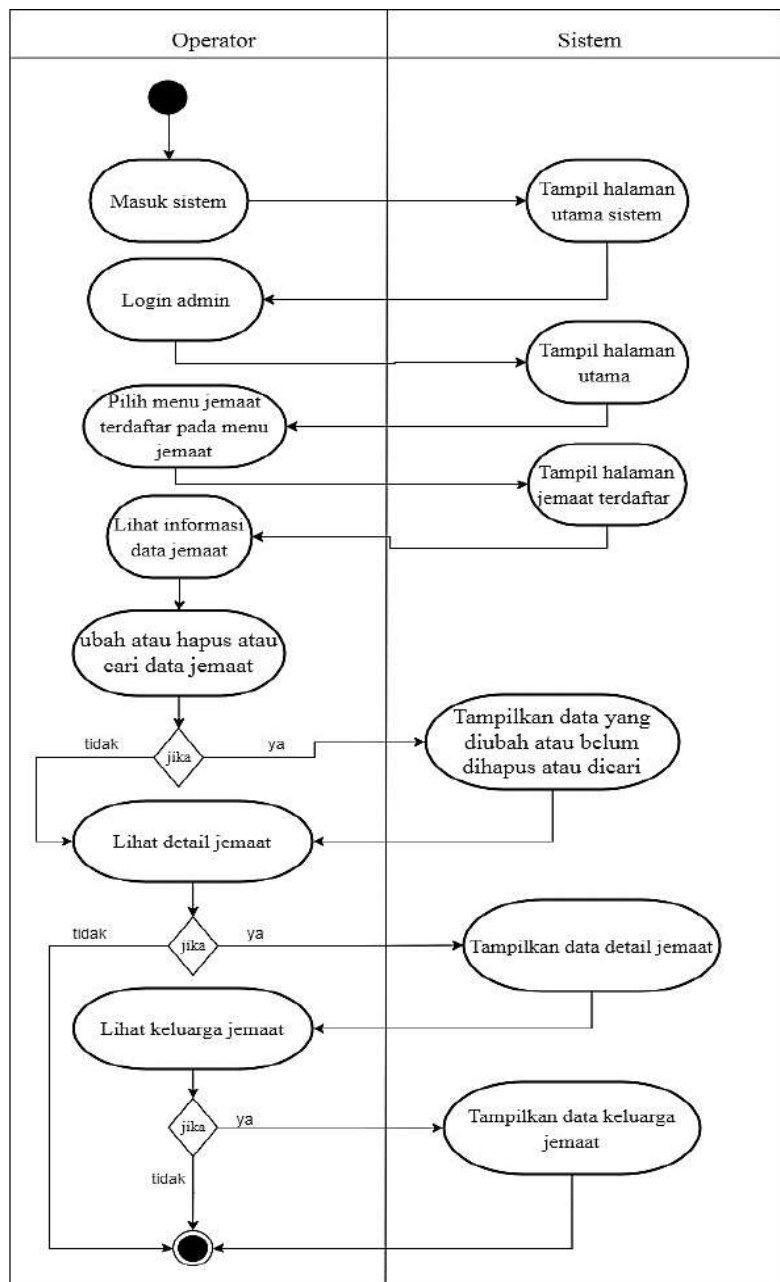 Operator
Sistem
Masuk sistem
Tampil halaman
utama sistem
Login admin
Tampil halaman
utama
Pilih menu jemaat
terdaftar pada menu
jemaat
Tampil halaman
jemaat terdaftar
Lihat informasi
data jemaat
ubah atau hapus atau
cari data jemaat
tidak
jika
ya
Tampilkan data yang
diubah atau belum
dihapus atau dicari
Lihat detail jemaat
tidak
jika
ya
Tampilkan data detail jemaat
Lihat keluarga jemaat
jika
ya
Tampilkan data keluarga
jemaat
tidak